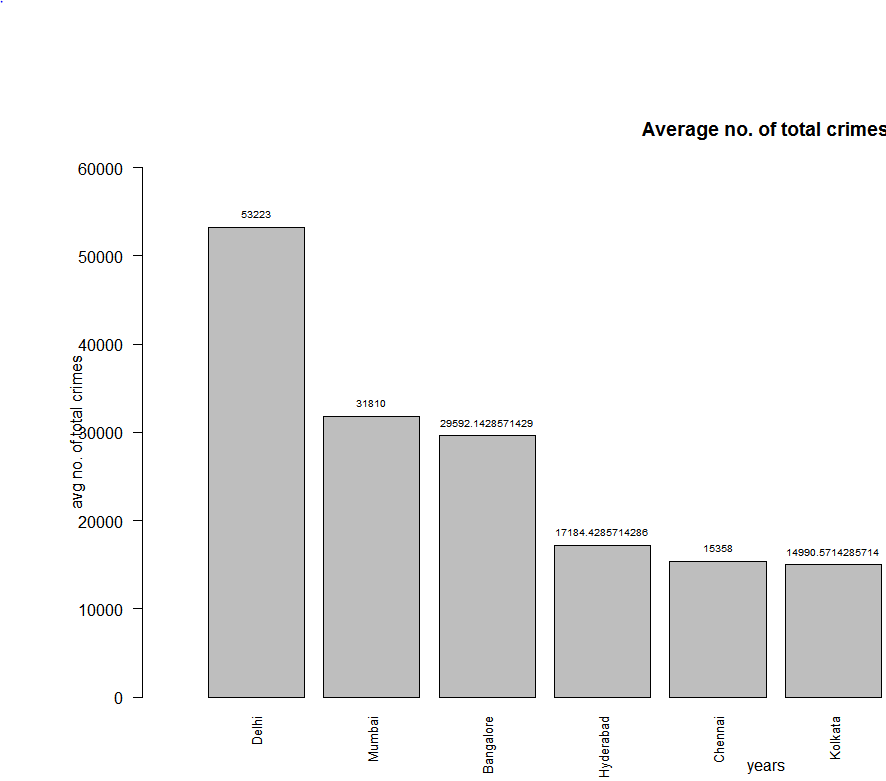 Average no. of total crimes
60000
50000
40000
30000
20000
10000
0
avg no. of total crimes
53223
31810
29592.1428571429
17184.4285714286
15358
14990.5714285714
Delhi
Mumbai
Bangalore
Hyderabad
Chennai
Kolkata
years